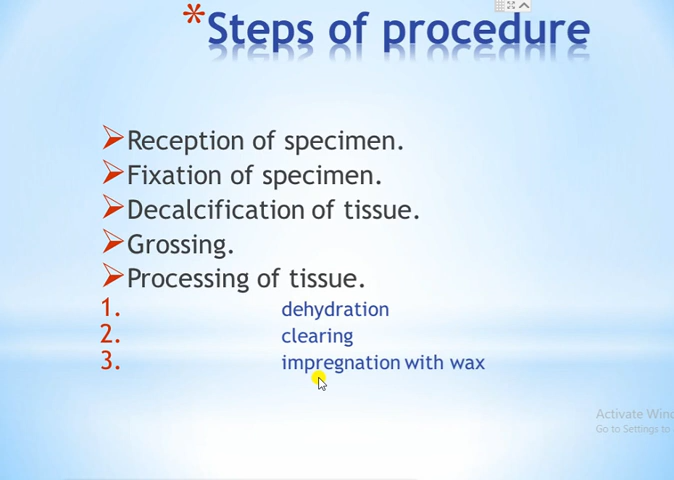 *Steps of procedure
Reception of specimen.
Fixation of specimen.
Decalcification of tissue.
Grossing.
Processing of tissue.
1. dehydration
2. clearing
3. impregnation with wax
Activate Wind
Go to Settings to